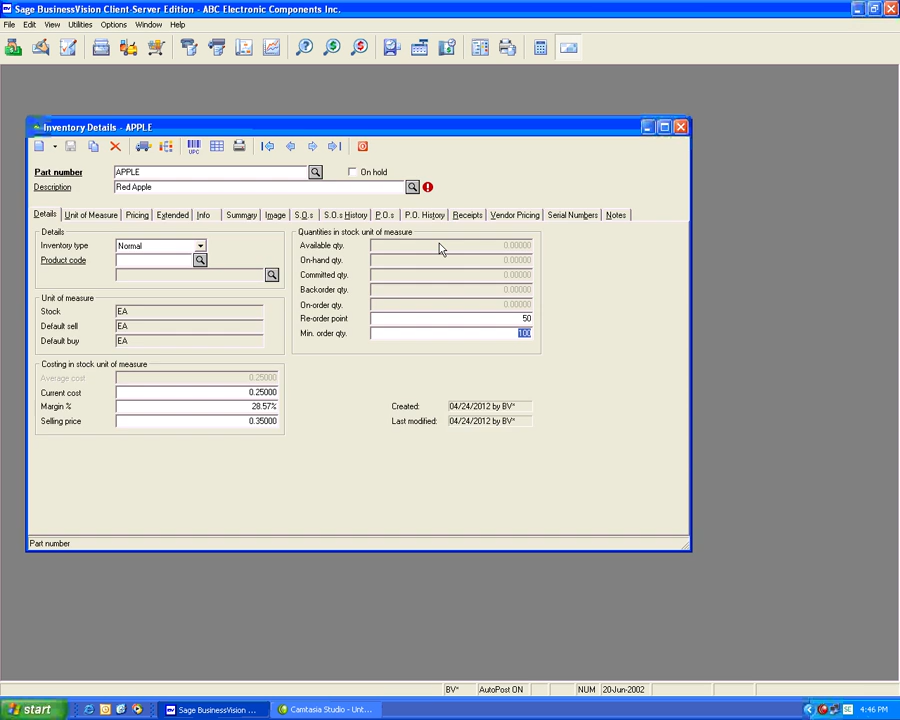 Sage BusinessVision Client-Server Edition - ABC Electronic Components Inc.
File Edit View Utilities Options Window Help
Inventory Details - APPLE
UPC
Part number APPLE On hold
Description Red Apple
Details Unit of Measure Pricing Extended Info Summary Image S.O.s S.O.s History P.O.s P.O. History Receipts Vendor Pricing Serial Numbers Notes
Details
Inventory type Normal
Product code
Unit of measure
Stock EA
Default sell EA
Default buy EA
Costing in stock unit of measure
Average cost 0.25000
Current cost 0.25000
Margin % 28.57%
Selling price 0.35000
Quantities in stock unit of measure
Available qty. 0.00000
On-hand qty. 0.00000
Committed qty. 0.00000
Backorder qty. 0.00000
On-order qty. 0.00000
Re-order point 50
Min. order qty. 100
Created: 04/24/2012 by BV*
Last modified: 04/24/2012 by BV*
Part number
BV* AutoPost ON NUM 20-Jun-2002
start Sage BusinessVision ... Camtasia Studio - Unt... 4:46 PM